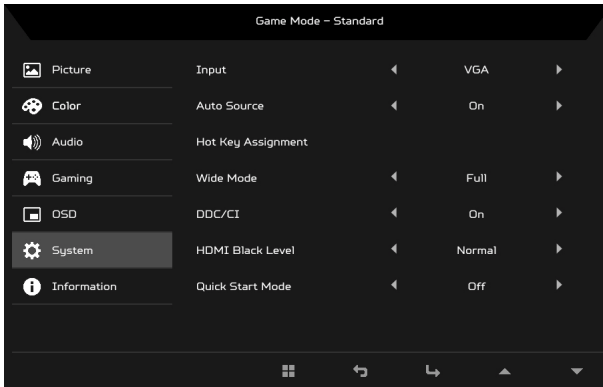 Game Mode – Standard
Picture
Input VGA
Color
Auto Source On
Audio
Hot Key Assignment
Gaming
Wide Mode Full
OSD
DDC/CI On
System
HDMI Black Level Normal
Information
Quick Start Mode Off